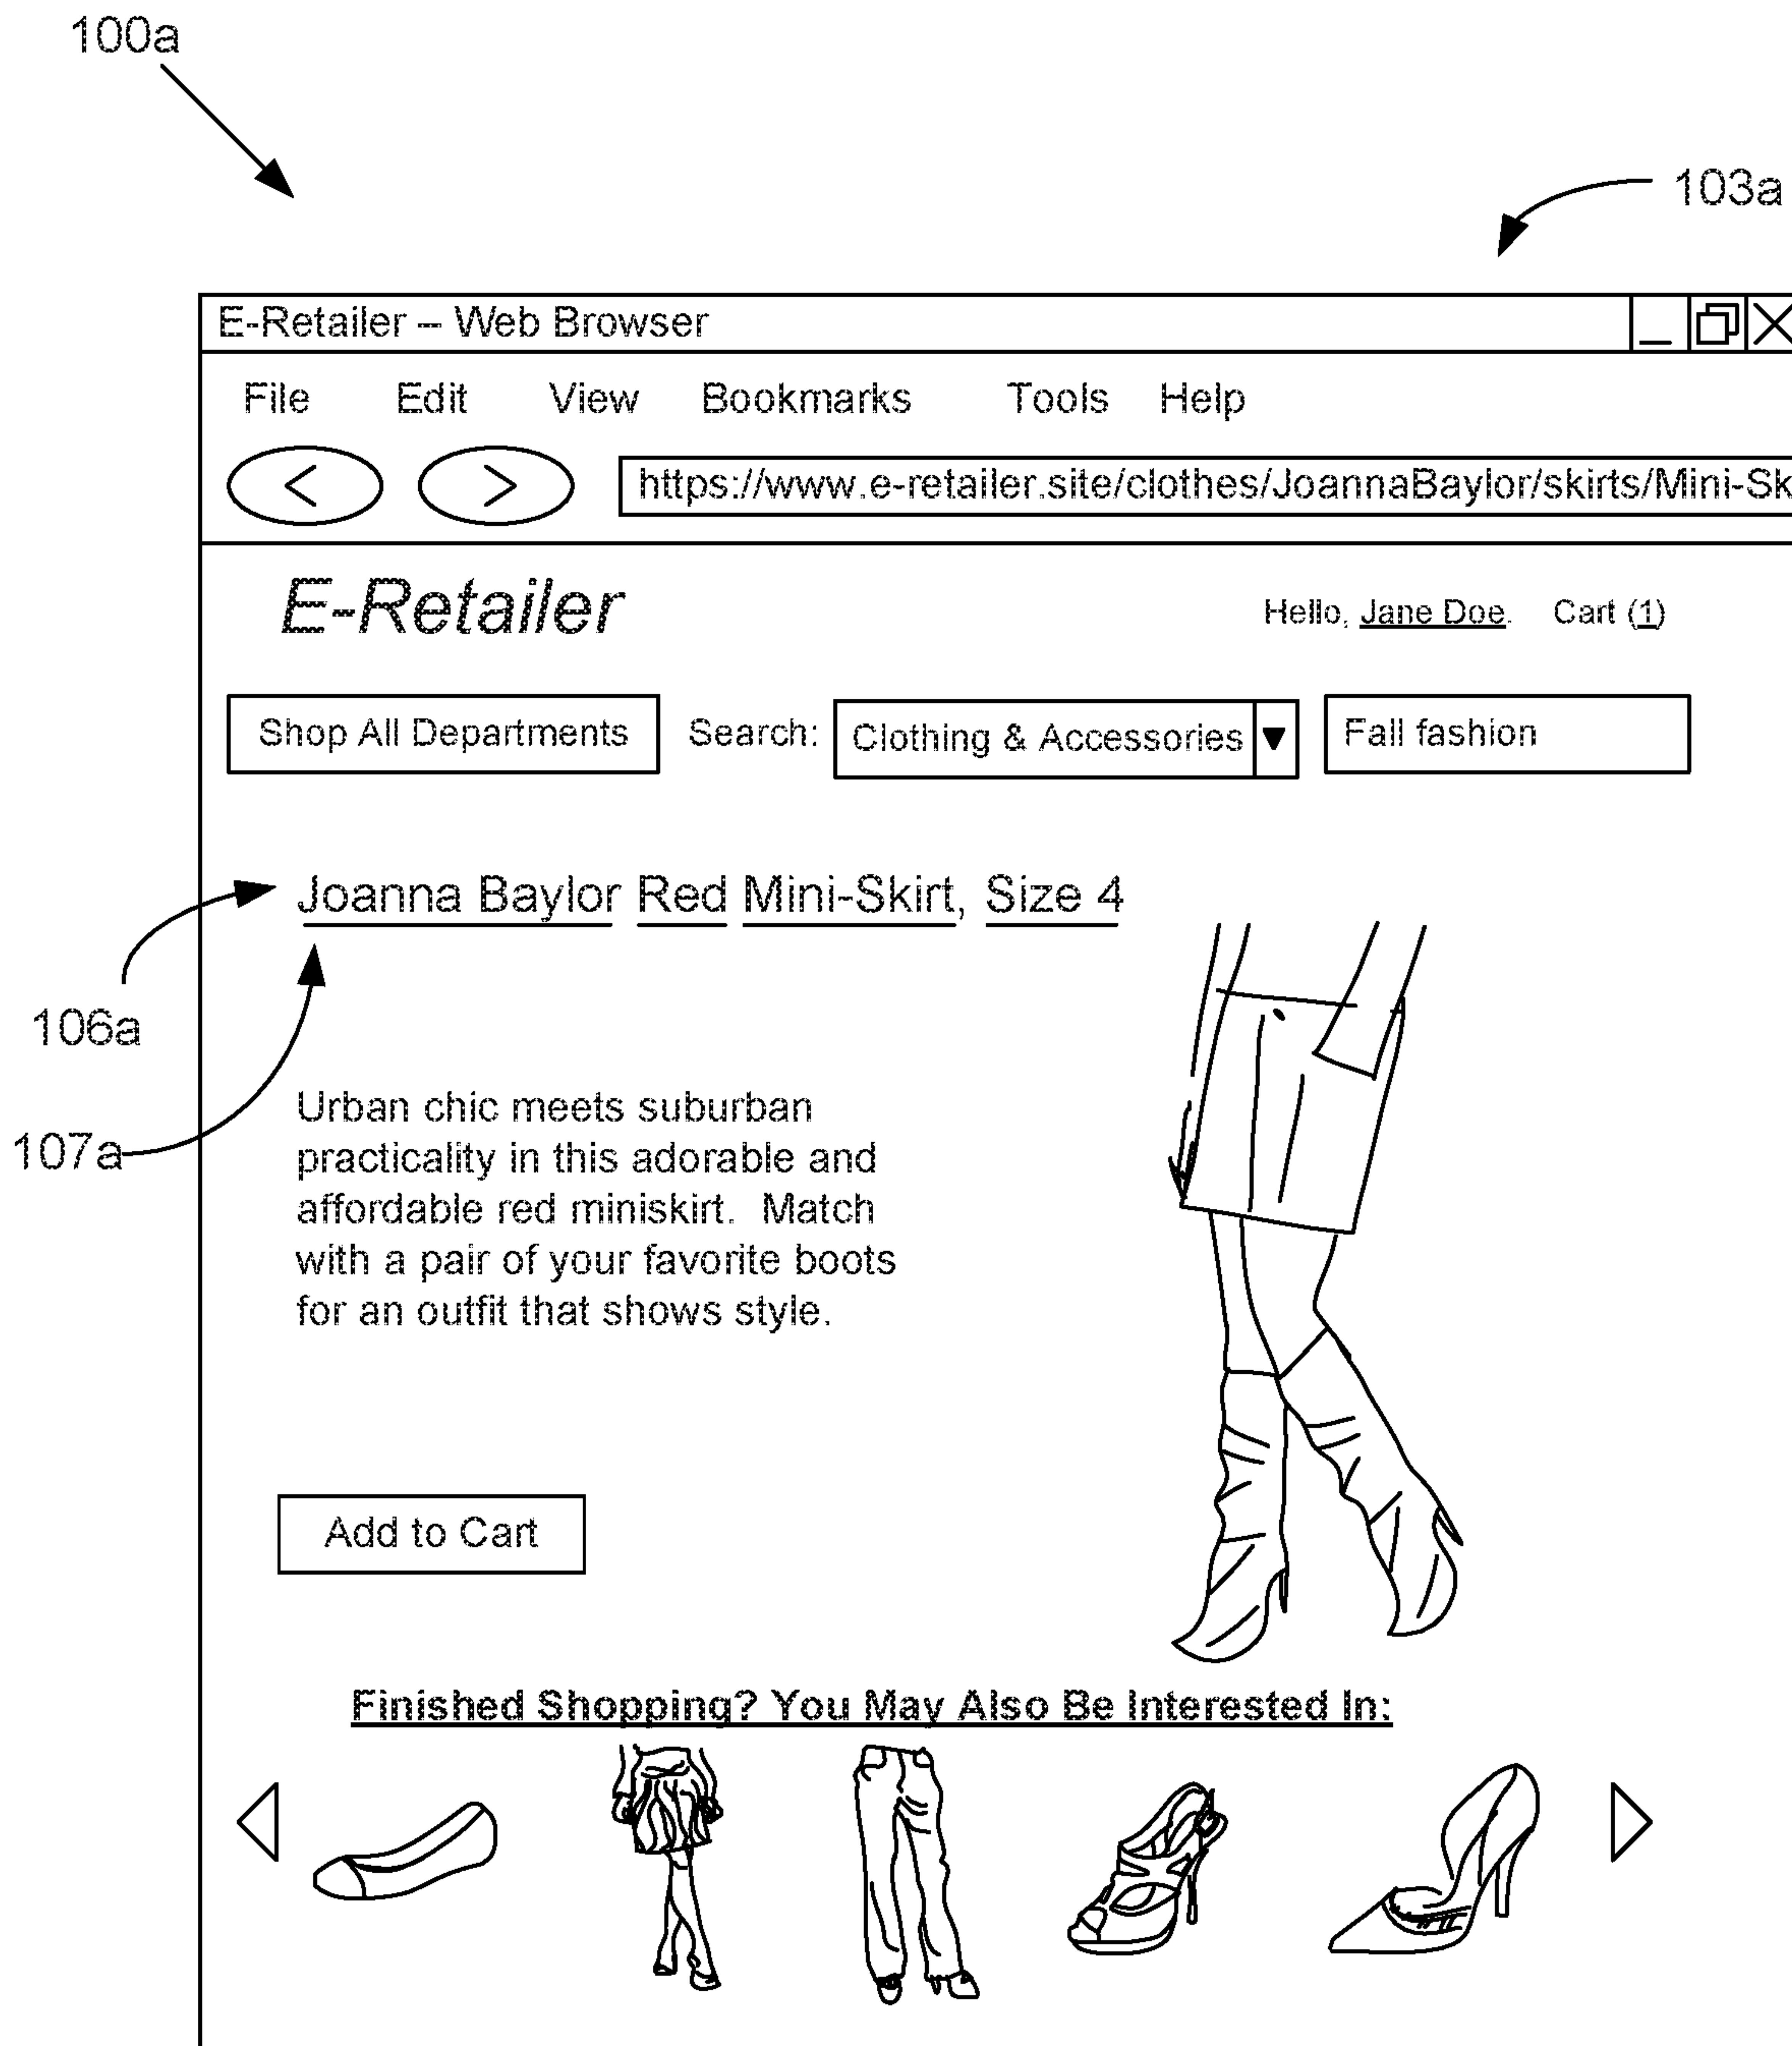 100a
103a
E-Retailer – Web Browser
File Edit View Bookmarks Tools Help
< > https://www.e-retailer.site/clothes/JoannaBaylor/skirts/Mini-Sk
E-Retailer Hello, Jane Doe. Cart (1)
Shop All Departments Search: Clothing & Accessories Fall fashion
Joanna Baylor Red Mini-Skirt, Size 4
106a
107a
Urban chic meets suburban
practicality in this adorable and
affordable red miniskirt. Match
with a pair of your favorite boots
for an outfit that shows style.
Add to Cart
Finished Shopping? You May Also Be Interested In: